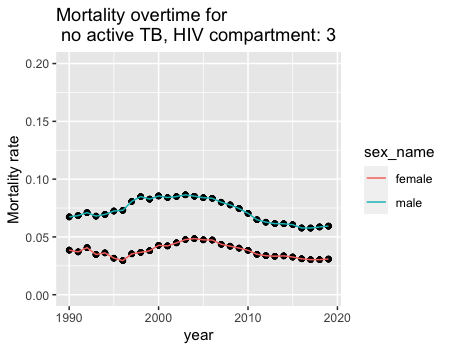 Mortality overtime for
no active TB, HIV compartment: 3
0.20
0.15
0.10
0.05
0.00
Mortality rate
1990
2000
2010
2020
year
sex_name
female
male